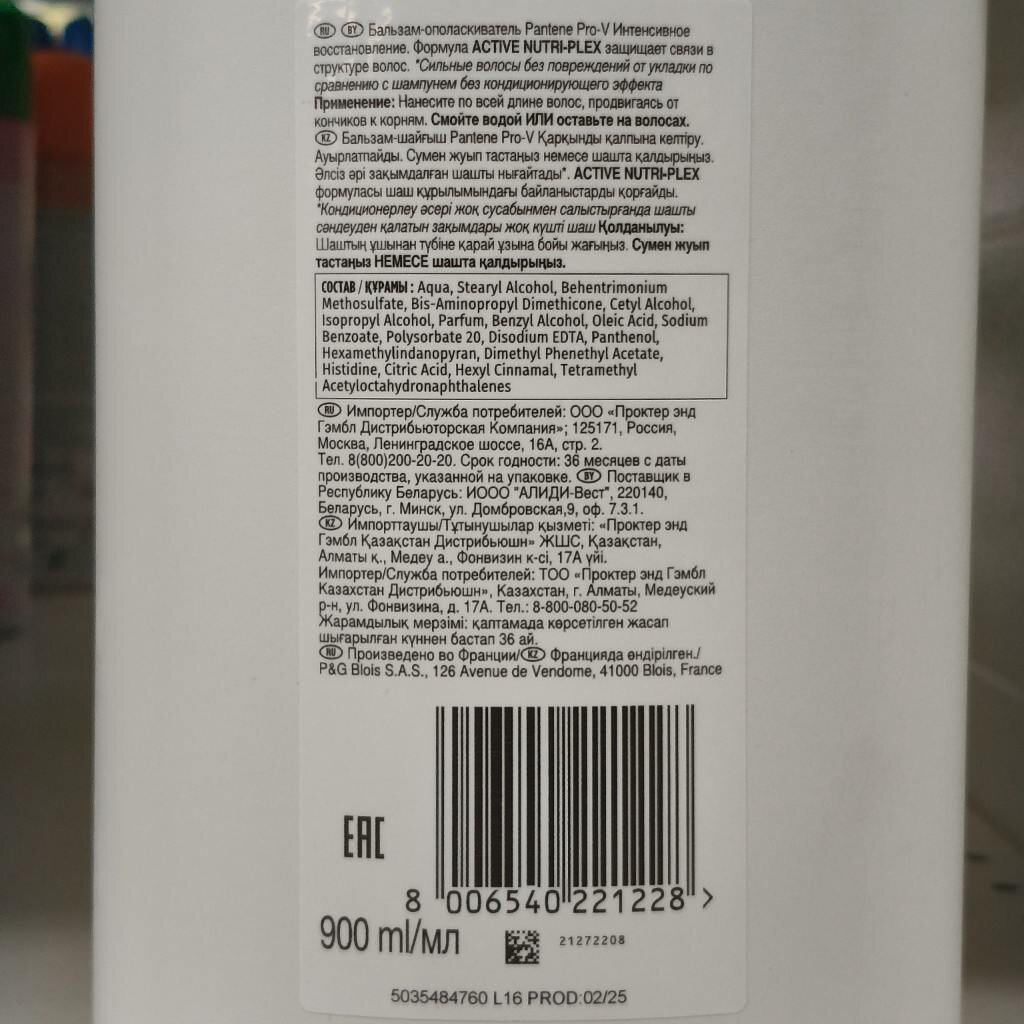 RU BY Бальзам-ополаскиватель Pantene Pro-V Интенсивное
восстановление. Формула ACTIVE NUTRI-PLEX защищает связи в
структуре волос. *Сильные волосы без повреждений от укладки по
сравнению с шампунем без кондиционирующего эффекта
Применение: Нанесите по всей длине волос, продвигаясь от
кончиков к корням. Смойте водой ИЛИ оставьте на волосах.
KZ Бальзам-шайғыш Pantene Pro-V Қарқынды қалпына келтіру.
Ауырлатпайды. Сумен жуып тастаңыз немесе шашта қалдырыңыз.
Әлсіз әрі зақымдалған шашты нығайтады*. ACTIVE NUTRI-PLEX
формуласы шаш құрылымындағы байланыстарды қорғайды.
*Кондиционерлеу әсері жоқ сусабынмен салыстырғанда шашты
сәндеуден қалатын зақымдары жоқ күшті шаш Қолданылуы:
Шаштың ұшынан түбіне қарай ұзына бойы жағыңыз. Сумен жуып
тастаңыз НЕМЕСЕ шашта қалдырыңыз.
СОСТАВ / ҚҰРАМЫ : Aqua, Stearyl Alcohol, Behentrimonium
Methosulfate, Bis-Aminopropyl Dimethicone, Cetyl Alcohol,
Isopropyl Alcohol, Parfum, Benzyl Alcohol, Oleic Acid, Sodium
Benzoate, Polysorbate 20, Disodium EDTA, Panthenol,
Hexamethylindanopyran, Dimethyl Phenethyl Acetate,
Histidine, Citric Acid, Hexyl Cinnamal, Tetramethyl
Acetyloctahydronaphthalenes
RU Импортер/Служба потребителей: ООО «Проктер энд
Гэмбл Дистрибьюторская Компания»; 125171, Россия,
Москва, Ленинградское шоссе, 16А, стр. 2.
Тел. 8(800)200-20-20. Срок годности: 36 месяцев с даты
производства, указанной на упаковке. BY Поставщик в
Республику Беларусь: ИООО "АЛИДИ-Вест", 220140,
Беларусь, г. Минск, ул. Домбровская,9, оф. 7.3.1.
KZ Импорттаушы/Тұтынушылар қызметі: «Проктер энд
Гэмбл Қазақстан Дистрибьюшн» ЖШС, Қазақстан,
Алматы қ., Медеу а., Фонвизин к-сі, 17А үйі.
Импортер/Служба потребителей: ТОО «Проктер энд Гэмбл
Казахстан Дистрибьюшн», Казахстан, г. Алматы, Медеуский
р-н, ул. Фонвизина, д. 17А. Тел.: 8-800-080-50-52
Жарамдылық мерзімі: қаптамада көрсетілген жасап
шығарылған күннен бастап 36 ай.
RU Произведено во Франции/KZ Францияда өндірілген./
P&G Blois S.A.S., 126 Avenue de Vendome, 41000 Blois, France
EAC
8 006540 221228 >
900 ml/мл
21272208
5035484760 L16 PROD:02/25